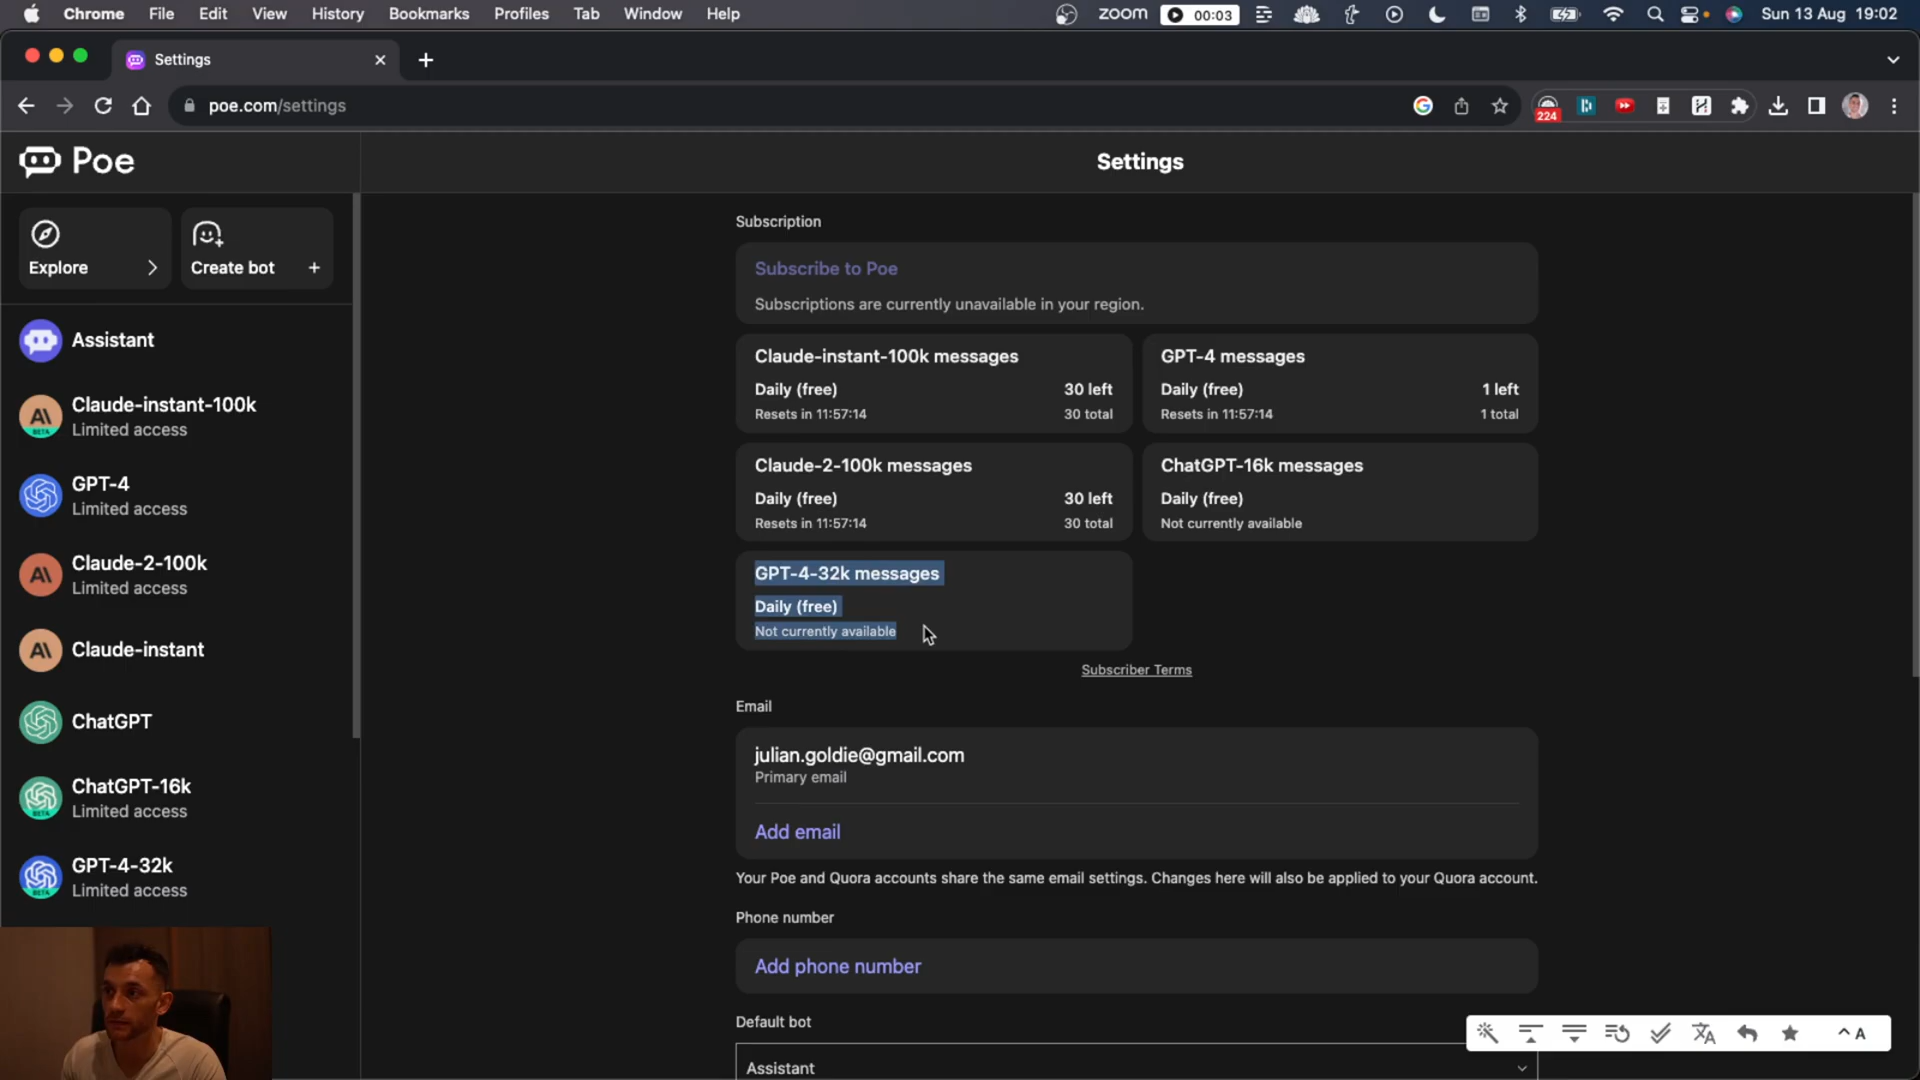 Chrome File Edit View History Bookmarks Profiles Tab Window Help
zoom 00:03 Sun 13 Aug 19:02
Settings
poe.com/settings
224
Poe
Settings
Explore
Create bot
Assistant
Claude-instant-100k
Limited access
GPT-4
Limited access
Claude-2-100k
Limited access
Claude-instant
ChatGPT
ChatGPT-16k
Limited access
GPT-4-32k
Limited access
Subscription
Subscribe to Poe
Subscriptions are currently unavailable in your region.
Claude-instant-100k messages
Daily (free) 30 left
Resets in 11:57:14 30 total
GPT-4 messages
Daily (free) 1 left
Resets in 11:57:14 1 total
Claude-2-100k messages
Daily (free) 30 left
Resets in 11:57:14 30 total
ChatGPT-16k messages
Daily (free)
Not currently available
GPT-4-32k messages
Daily (free)
Not currently available
Subscriber Terms
Email
julian.goldie@gmail.com
Primary email
Add email
Your Poe and Quora accounts share the same email settings. Changes here will also be applied to your Quora account.
Phone number
Add phone number
Default bot
Assistant
A